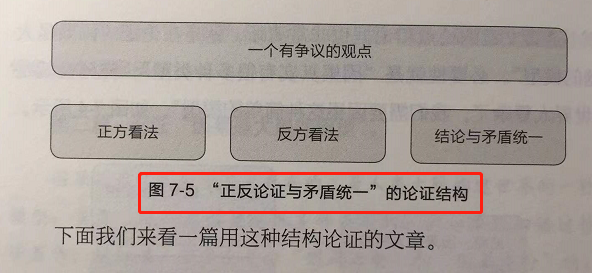 一个有争议的观点
正方看法 反方看法 结论与矛盾统一
图 7-5 “正反论证与矛盾统一”的论证结构
下面我们来看一篇用这种结构论证的文章。